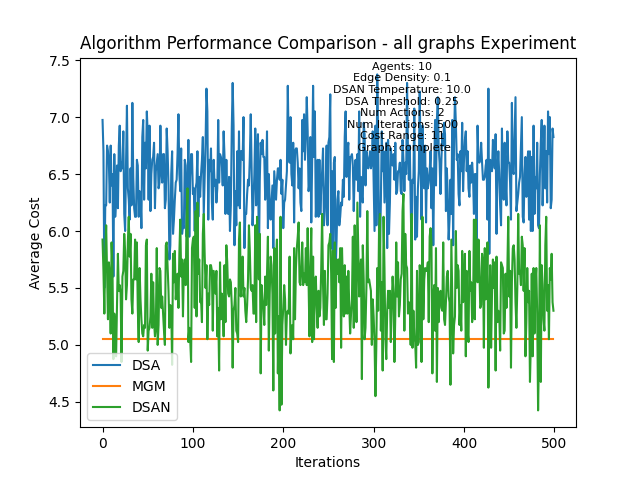 Algorithm Performance Comparison - all graphs Experiment
Agents: 10
Edge Density: 0.1
DSAN Temperature: 10.0
DSA Threshold: 0.25
Num Actions: 2
Num Iterations: 500
Cost Range: 11
Graph: complete
Average Cost
7.5
7.0
6.5
6.0
5.5
5.0
4.5
DSA
MGM
DSAN
0
100
200
300
400
500
Iterations